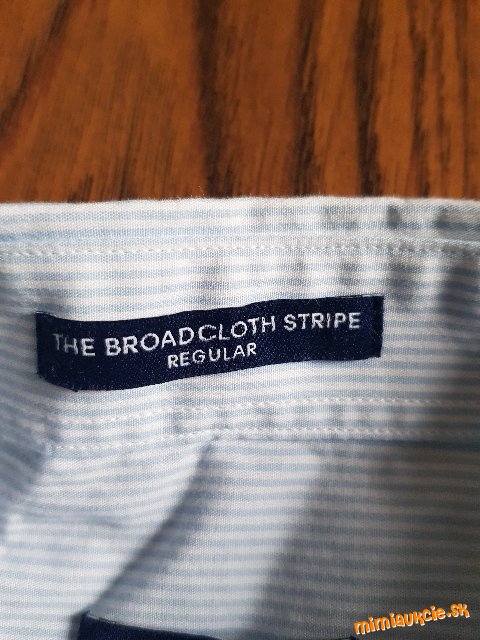 THE BROADCLOTH STRIPE
REGULAR
mimiaukcie.sk